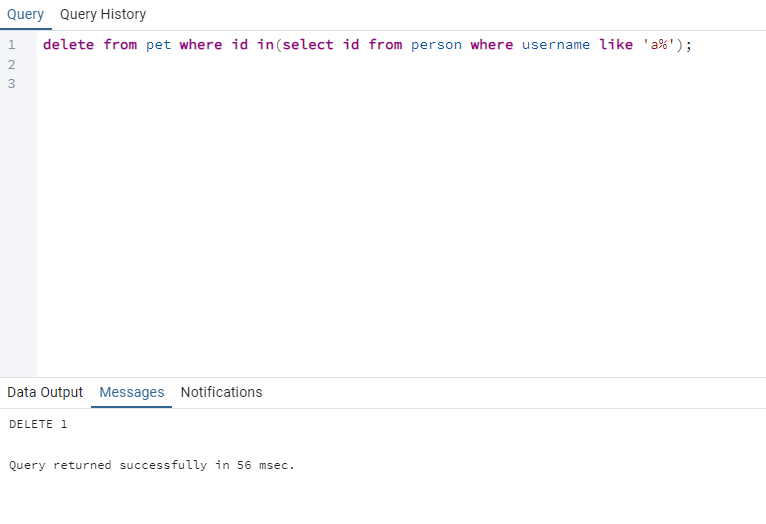 Query Query History
1 delete from pet where id in(select id from person where username like 'a%');
2
3
Data Output Messages Notifications
DELETE 1
Query returned successfully in 56 msec.